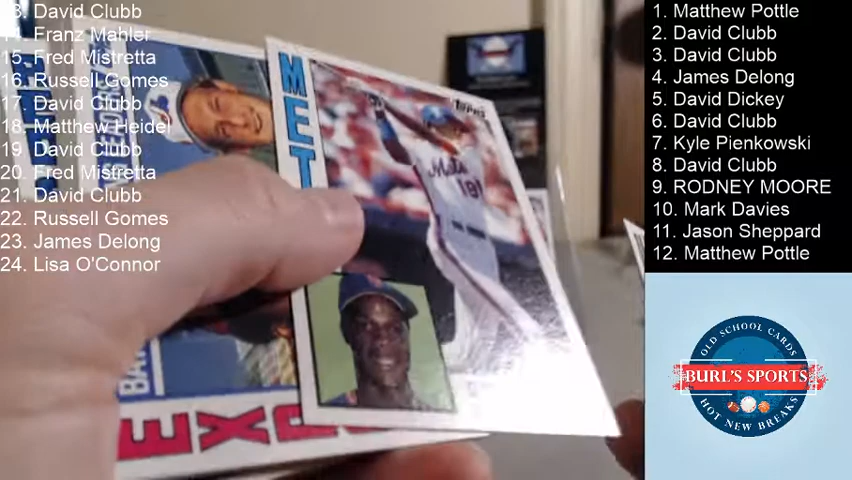 13. David Clubb
14. Franz Mahler
15. Fred Mistretta
16. Russell Gomes
17. David Clubb
18. Matthew Heidel
19. David Clubb
20. Fred Mistretta
21. David Clubb
22. Russell Gomes
23. James Delong
24. Lisa O'Connor
MET
TOPPS
Mets
EXP
1. Matthew Pottle
2. David Clubb
3. David Clubb
4. James Delong
5. David Dickey
6. David Clubb
7. Kyle Pienkowski
8. David Clubb
9. RODNEY MOORE
10. Mark Davies
11. Jason Sheppard
12. Matthew Pottle
OLD SCHOOL CARDS
BURL'S SPORTS
HOT NEW BREAKS